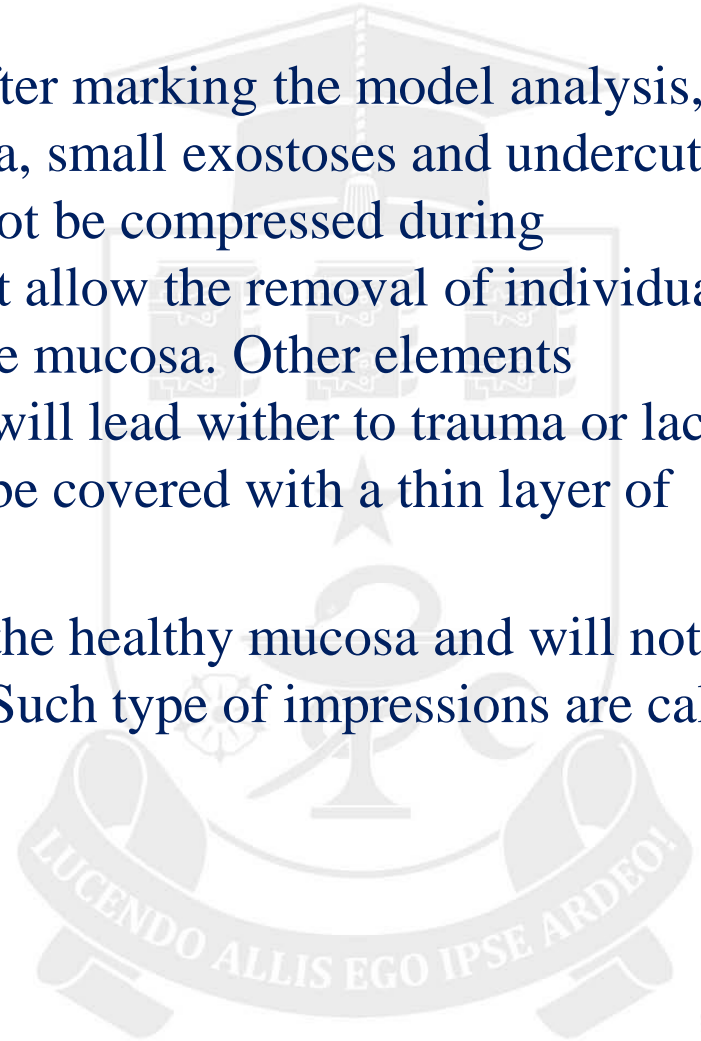 fter marking the model analysis,
a, small exostoses and undercut
ot be compressed during
t allow the removal of individua
e mucosa. Other elements
will lead wither to trauma or lac
be covered with a thin layer of
the healthy mucosa and will not
Such type of impressions are cal
LUCENDO ALLIS EGO IPSE ARDEO!